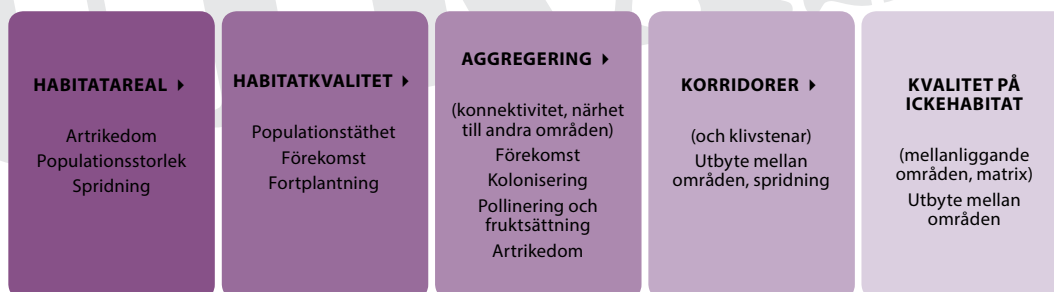 HABITATAREAL ▸
Artrikedom
Populationsstorlek
Spridning
HABITATKVALITET ▸
Populationstäthet
Förekomst
Fortplantning
AGGREGERING ▸
(konnektivitet, närhet
till andra områden)
Förekomst
Kolonisering
Pollinering och
fruktsättning
Artrikedom
KORRIDORER ▸
(och klivstenar)
Utbyte mellan
områden, spridning
KVALITET PÅ
ICKEHABITAT
(mellanliggande
områden, matrix)
Utbyte mellan
områden